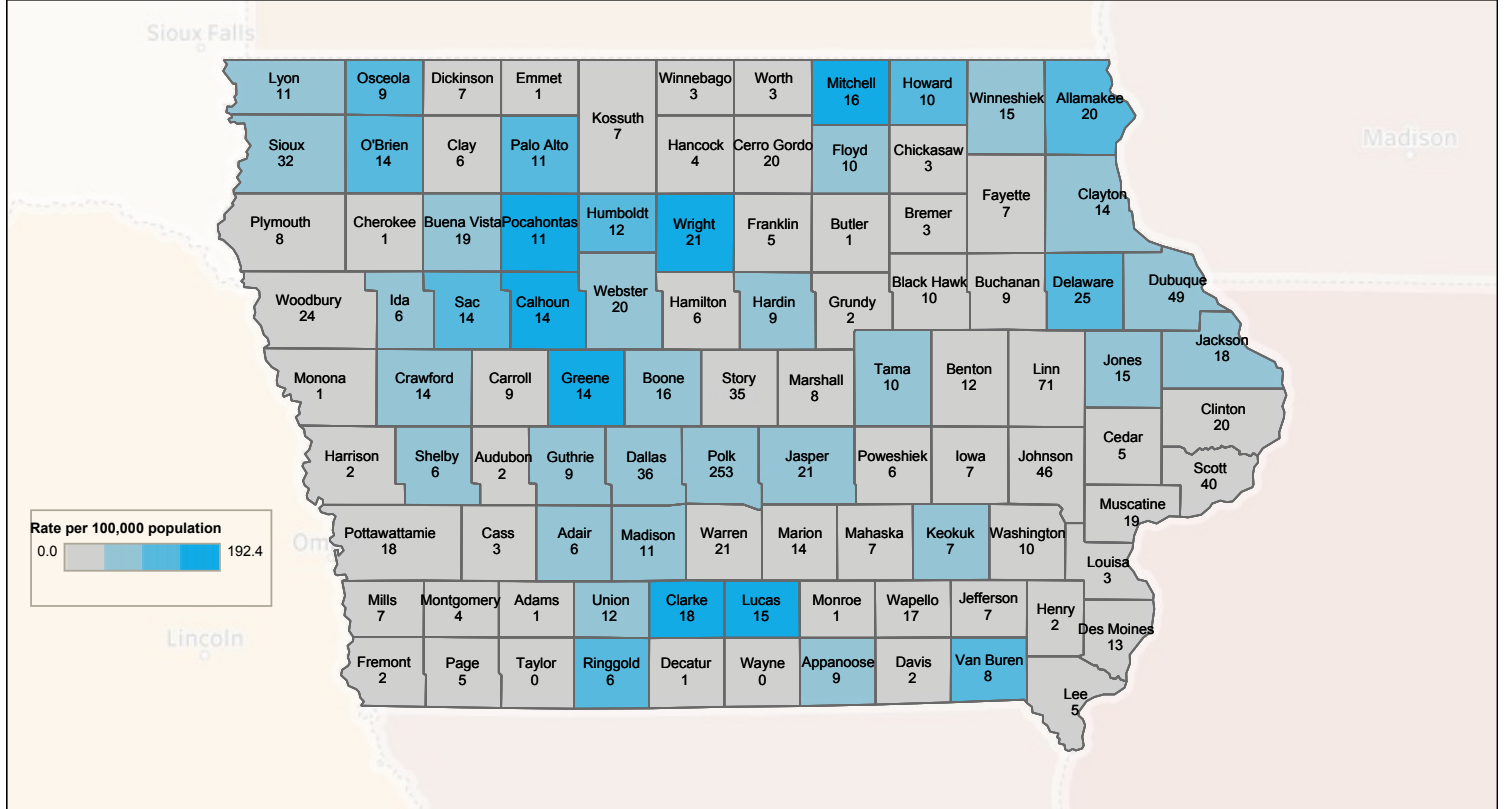 Sioux Falls
Lyon
11
Osceola
9
Dickinson
7
Emmet
1
Kossuth
7
Winnebago
3
Worth
3
Mitchell
16
Howard
10
Winneshiek
15
Allamakee
20
Madison
Sioux
32
O'Brien
14
Clay
6
Palo Alto
11
Hancock
4
Cerro Gordo
20
Floyd
10
Chickasaw
3
Fayette
7
Clayton
14
Plymouth
8
Cherokee
1
Buena Vista
19
Pocahontas
11
Humboldt
12
Wright
21
Franklin
5
Butler
1
Bremer
3
Woodbury
24
Ida
6
Sac
14
Calhoun
14
Webster
20
Hamilton
6
Hardin
9
Grundy
2
Black Hawk
10
Buchanan
9
Delaware
25
Dubuque
49
Jackson
18
Monona
1
Crawford
14
Carroll
9
Greene
14
Boone
16
Story
35
Marshall
8
Tama
10
Benton
12
Linn
71
Jones
15
Clinton
20
Harrison
2
Shelby
6
Audubon
2
Guthrie
9
Dallas
36
Polk
253
Jasper
21
Poweshiek
6
Iowa
7
Johnson
46
Cedar
5
Scott
40
Muscatine
19
Rate per 100,000 population
0.0
192.4
Om
Pottawattamie
18
Cass
3
Adair
6
Madison
11
Warren
21
Marion
14
Mahaska
7
Keokuk
7
Washington
10
Louisa
3
Mills
7
Montgomery
4
Adams
1
Union
12
Clarke
18
Lucas
15
Monroe
1
Wapello
17
Jefferson
7
Henry
2
Des Moines
13
Lincoln
Fremont
2
Page
5
Taylor
0
Ringgold
6
Decatur
1
Wayne
0
Appanoose
9
Davis
2
Van Buren
8
Lee
5